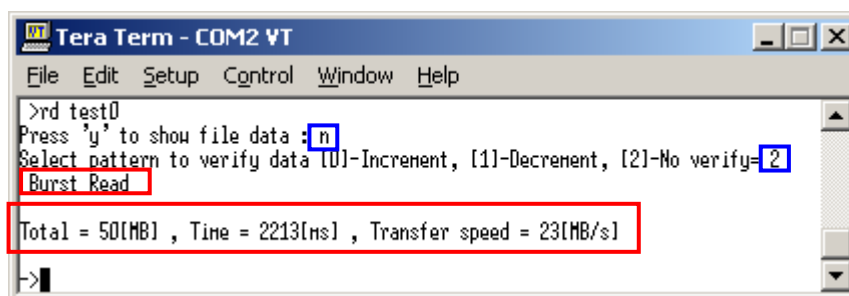 Tera Term - COM2 VT
File Edit Setup Control Window Help
>rd test0
Press 'y' to show file data : n
Select pattern to verify data [0]-Increment, [1]-Decrement, [2]-No verify= 2
Burst Read
Total = 50[MB] , Time = 2213[ms] , Transfer speed = 23[MB/s]
->